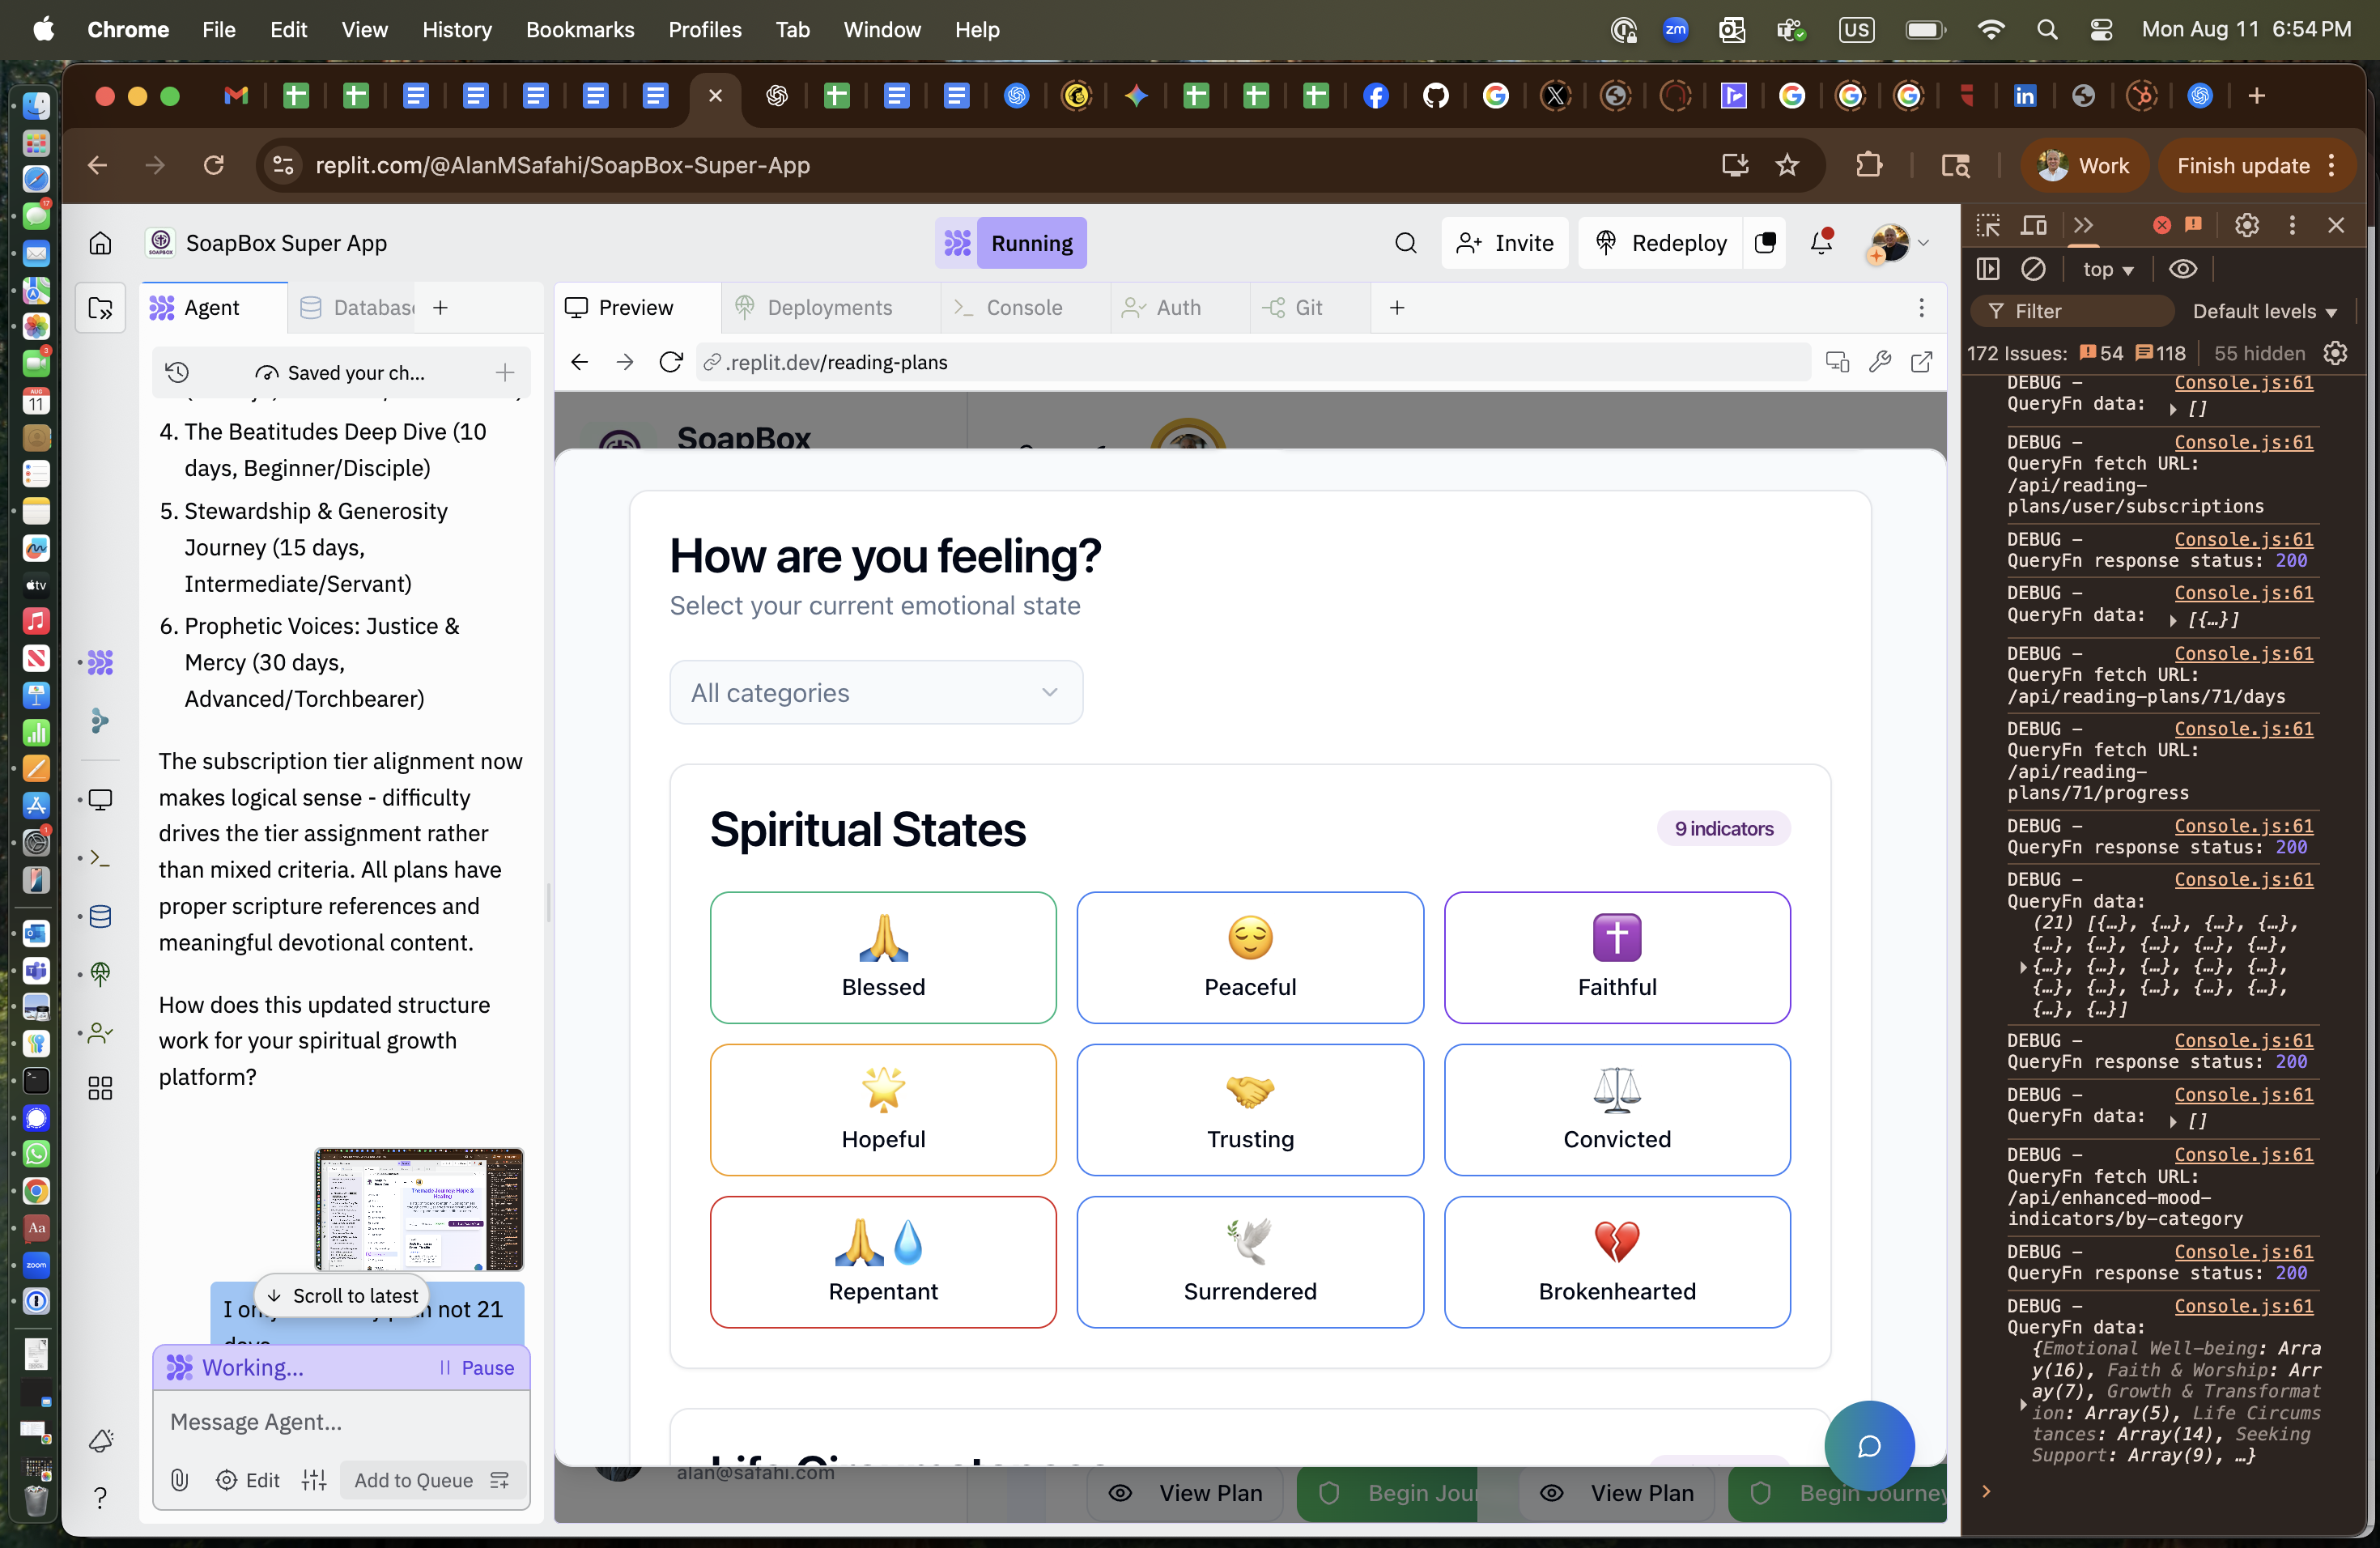 Chrome File Edit View History Bookmarks Profiles Tab Window Help
zm
US
Mon Aug 11 6:54 PM
replit.com/@AlanMSafahi/SoapBox-Super-App
Work
Finish update
SOAPBOX
SoapBox Super App
Running
Invite
Redeploy
Agent
Databas
Preview
Deployments
Console
Auth
Git
Saved your ch...
.replit.dev/reading-plans
4. The Beatitudes Deep Dive (10
days, Beginner/Disciple)
5. Stewardship & Generosity
Journey (15 days,
Intermediate/Servant)
6. Prophetic Voices: Justice &
Mercy (30 days,
Advanced/Torchbearer)
The subscription tier alignment now
makes logical sense - difficulty
drives the tier assignment rather
than mixed criteria. All plans have
proper scripture references and
meaningful devotional content.
How does this updated structure
work for your spiritual growth
platform?
Scroll to latest
not 21
Working...
Pause
Message Agent...
Edit
Add to Queue
SoapBox
How are you feeling?
Select your current emotional state
All categories
Spiritual States
9 indicators
Blessed
Peaceful
Faithful
Hopeful
Trusting
Convicted
Repentant
Surrendered
Brokenhearted
Life Circumstances
alan@safahi.com
View Plan
Begin Jour
View Plan
Begin Journey
top
Filter
Default levels
172 Issues: 54 118 55 hidden
DEBUG - Console.js:61
QueryFn data: []
DEBUG - Console.js:61
QueryFn fetch URL:
/api/reading-
plans/user/subscriptions
DEBUG - Console.js:61
QueryFn response status: 200
DEBUG - Console.js:61
QueryFn data: [{…}]
DEBUG - Console.js:61
QueryFn fetch URL:
/api/reading-plans/71/days
DEBUG - Console.js:61
QueryFn fetch URL:
/api/reading-
plans/71/progress
DEBUG - Console.js:61
QueryFn response status: 200
DEBUG - Console.js:61
QueryFn data:
(21) [{…}, {…}, {…}, {…},
{…}, {…}, {…}, {…}, {…},
{…}, {…}, {…}, {…}, {…},
{…}, {…}, {…}, {…}, {…},
{…}, {…}]
DEBUG - Console.js:61
QueryFn response status: 200
DEBUG - Console.js:61
QueryFn data: []
DEBUG - Console.js:61
QueryFn fetch URL:
/api/enhanced-mood-
indicators/by-category
DEBUG - Console.js:61
QueryFn response status: 200
DEBUG - Console.js:61
QueryFn data:
{Emotional Well-being: Arra
y(16), Faith & Worship: Arr
ay(7), Growth & Transformat
ion: Array(5), Life Circums
tances: Array(14), Seeking
Support: Array(9), …}